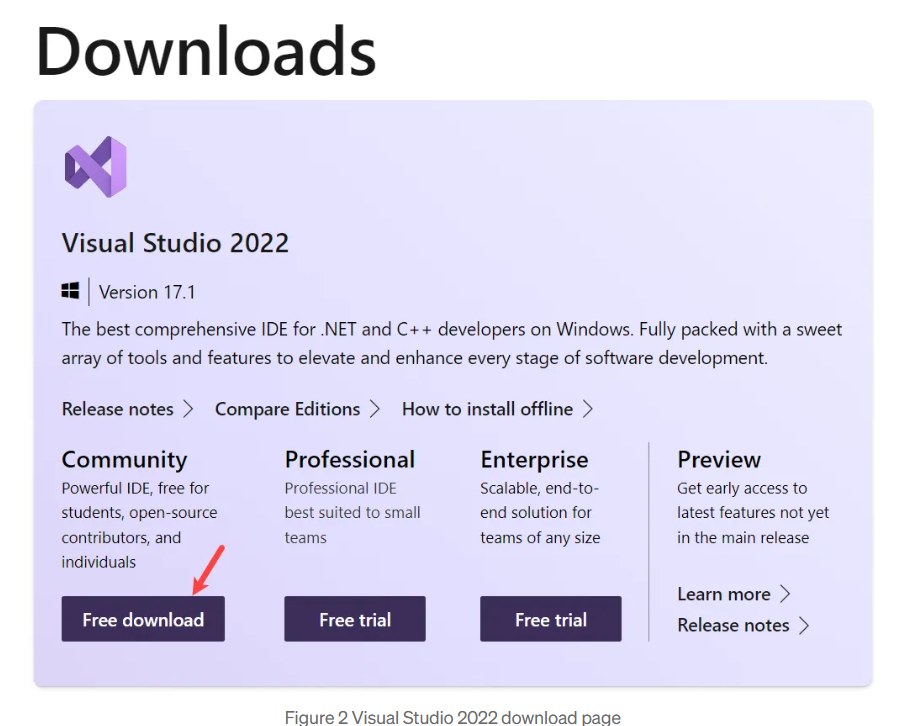 Downloads
Visual Studio 2022
Version 17.1
The best comprehensive IDE for .NET and C++ developers on Windows. Fully packed with a sweet
array of tools and features to elevate and enhance every stage of software development.
Release notes
Compare Editions
How to install offline
Community
Powerful IDE, free for
students, open-source
contributors, and
individuals
Free download
Professional
Professional IDE
best suited to small
teams
Free trial
Enterprise
Scalable, end-to-
end solution for
teams of any size
Free trial
Preview
Get early access to
latest features not yet
in the main release
Learn more
Release notes
Figure 2 Visual Studio 2022 download page